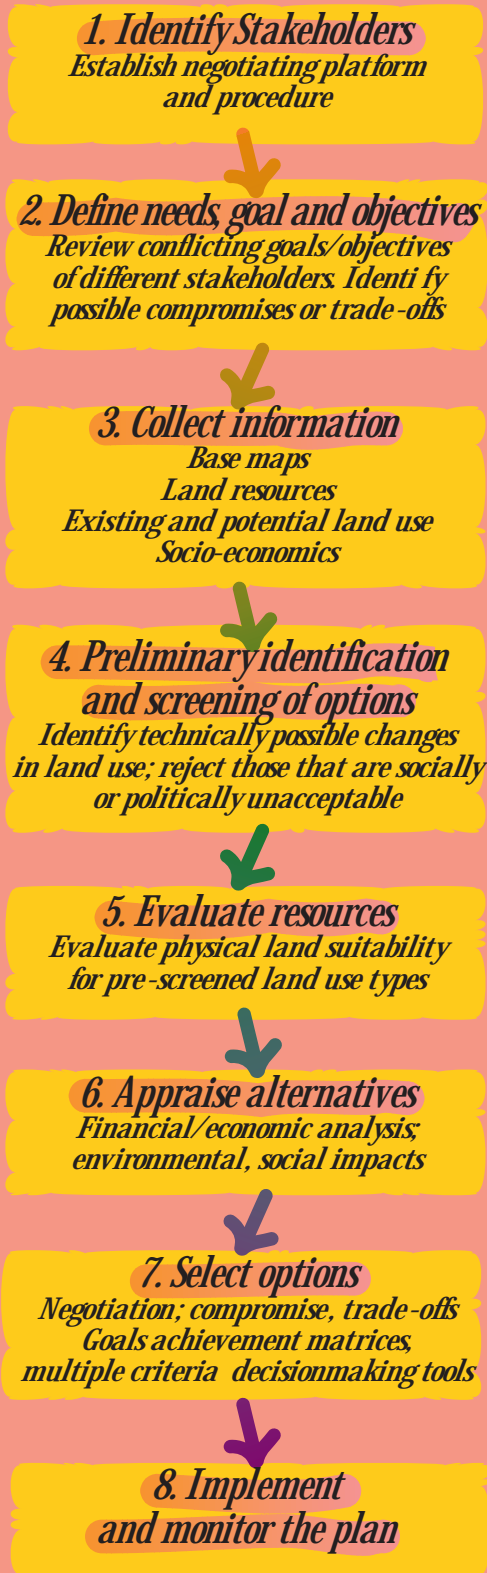 1. Identify Stakeholders
Establish negotiating platform
and procedure
2. Define needs, goal and objectives
Review conflicting goals/objectives
of different stakeholders. Identi fy
possible compromises or trade-offs
3. Collect information
Base maps
Land resources
Existing and potential land use
Socio-economics
4. Preliminary identification
and screening of options
Identify technically possible changes
in land use; reject those that are socially
or politically unacceptable
5. Evaluate resources
Evaluate physical land suitability
for pre-screened land use types
6. Appraise alternatives
Financial/economic analysis;
environmental, social impacts
7. Select options
Negotiation; compromise, trade-offs
Goals achievement matrices,
multiple criteria decisionmaking tools
8. Implement
and monitor the plan